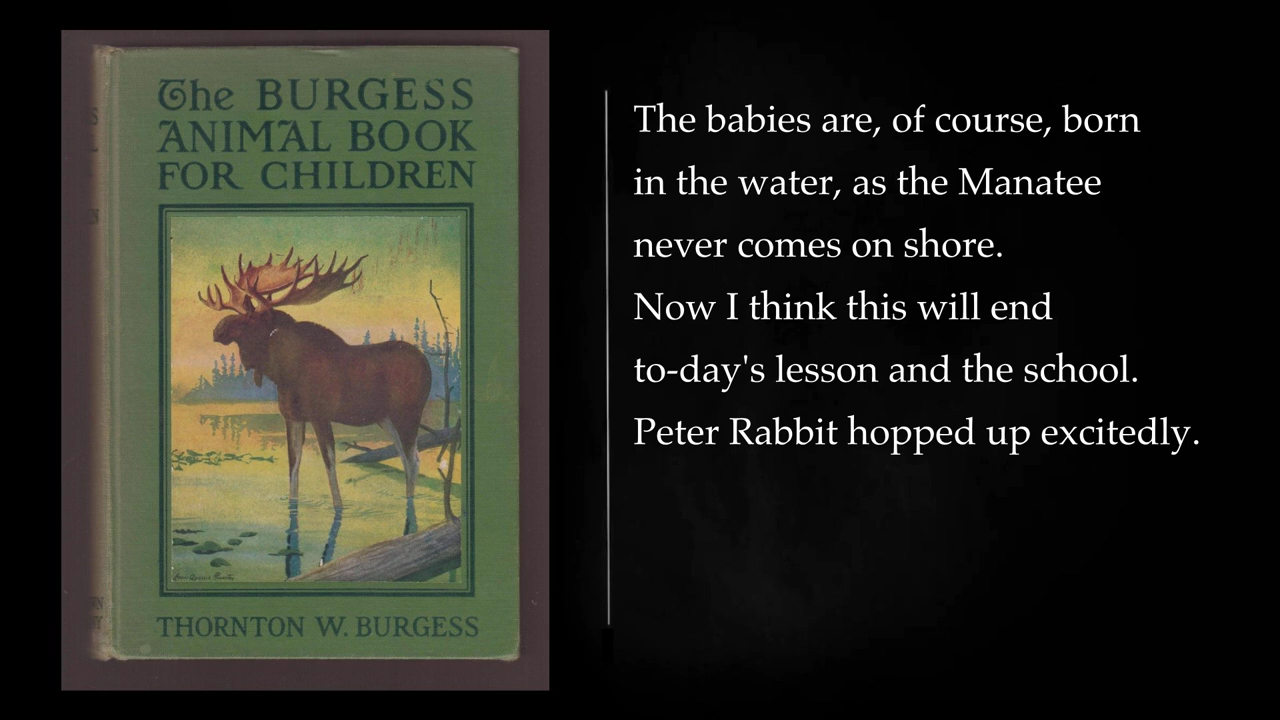 The BURGESS
ANIMAL BOOK
FOR CHILDREN
THORNTON W. BURGESS
The babies are, of course, born
in the water, as the Manatee
never comes on shore.
Now I think this will end
to-day's lesson and the school.
Peter Rabbit hopped up excitedly.